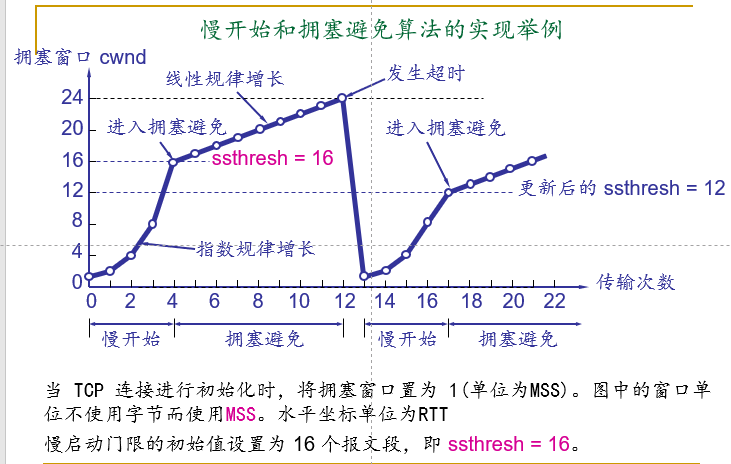 慢开始和拥塞避免算法的实现举例
拥塞窗口 cwnd
线性规律增长
发生超时
24
20
16
12
8
4
0
进入拥塞避免
ssthresh = 16
进入拥塞避免
更新后的 ssthresh = 12
指数规律增长
0 2 4 6 8 10 12 14 16 18 20 22
传输次数
慢开始 拥塞避免 慢开始 拥塞避免
当 TCP 连接进行初始化时，将拥塞窗口置为 1(单位为MSS)。图中的窗口单
位不使用字节而使用MSS。水平坐标单位为RTT
慢启动门限的初始值设置为 16 个报文段，即 ssthresh = 16。